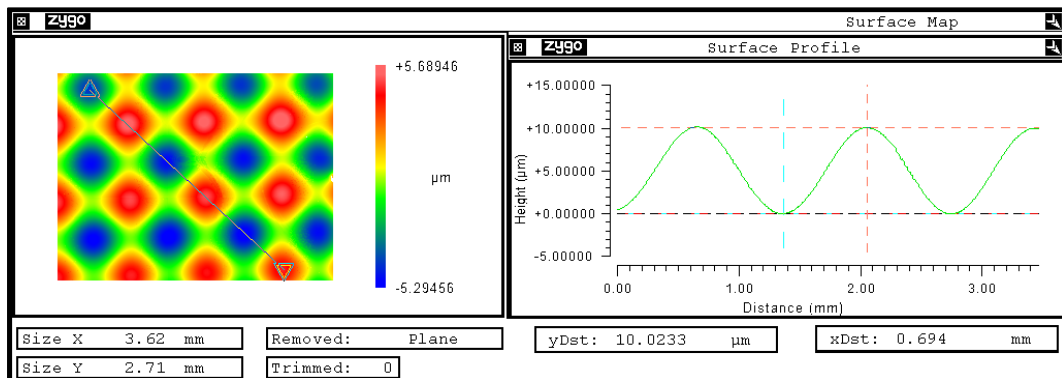 zygo Surface Map
zygo Surface Profile
+5.68946
µm
-5.29456
+15.00000
+10.00000
+5.00000
+0.00000
-5.00000
Height (µm)
0.00 1.00 2.00 3.00
Distance (mm)
Size X 3.62 mm
Removed: Plane
yDst: 10.0233 µm
xDst: 0.694 mm
Size Y 2.71 mm
Trimmed: 0